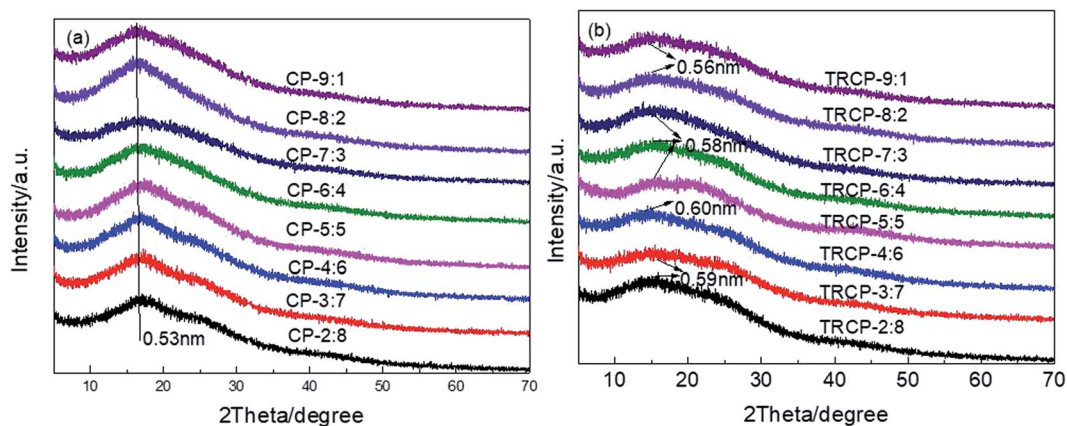 (a)
CP-9:1
CP-8:2
CP-7:3
CP-6:4
CP-5:5
CP-4:6
CP-3:7
CP-2:8
0.53nm
Intensity/a.u.
10 20 30 40 50 60 70
2Theta/degree
(b)
0.56nm
TRCP-9:1
TRCP-8:2
0.58nm
TRCP-7:3
TRCP-6:4
0.60nm
TRCP-5:5
TRCP-4:6
0.59nm
TRCP-3:7
TRCP-2:8
Intensity/a.u.
10 20 30 40 50 60 70
2Theta/degree